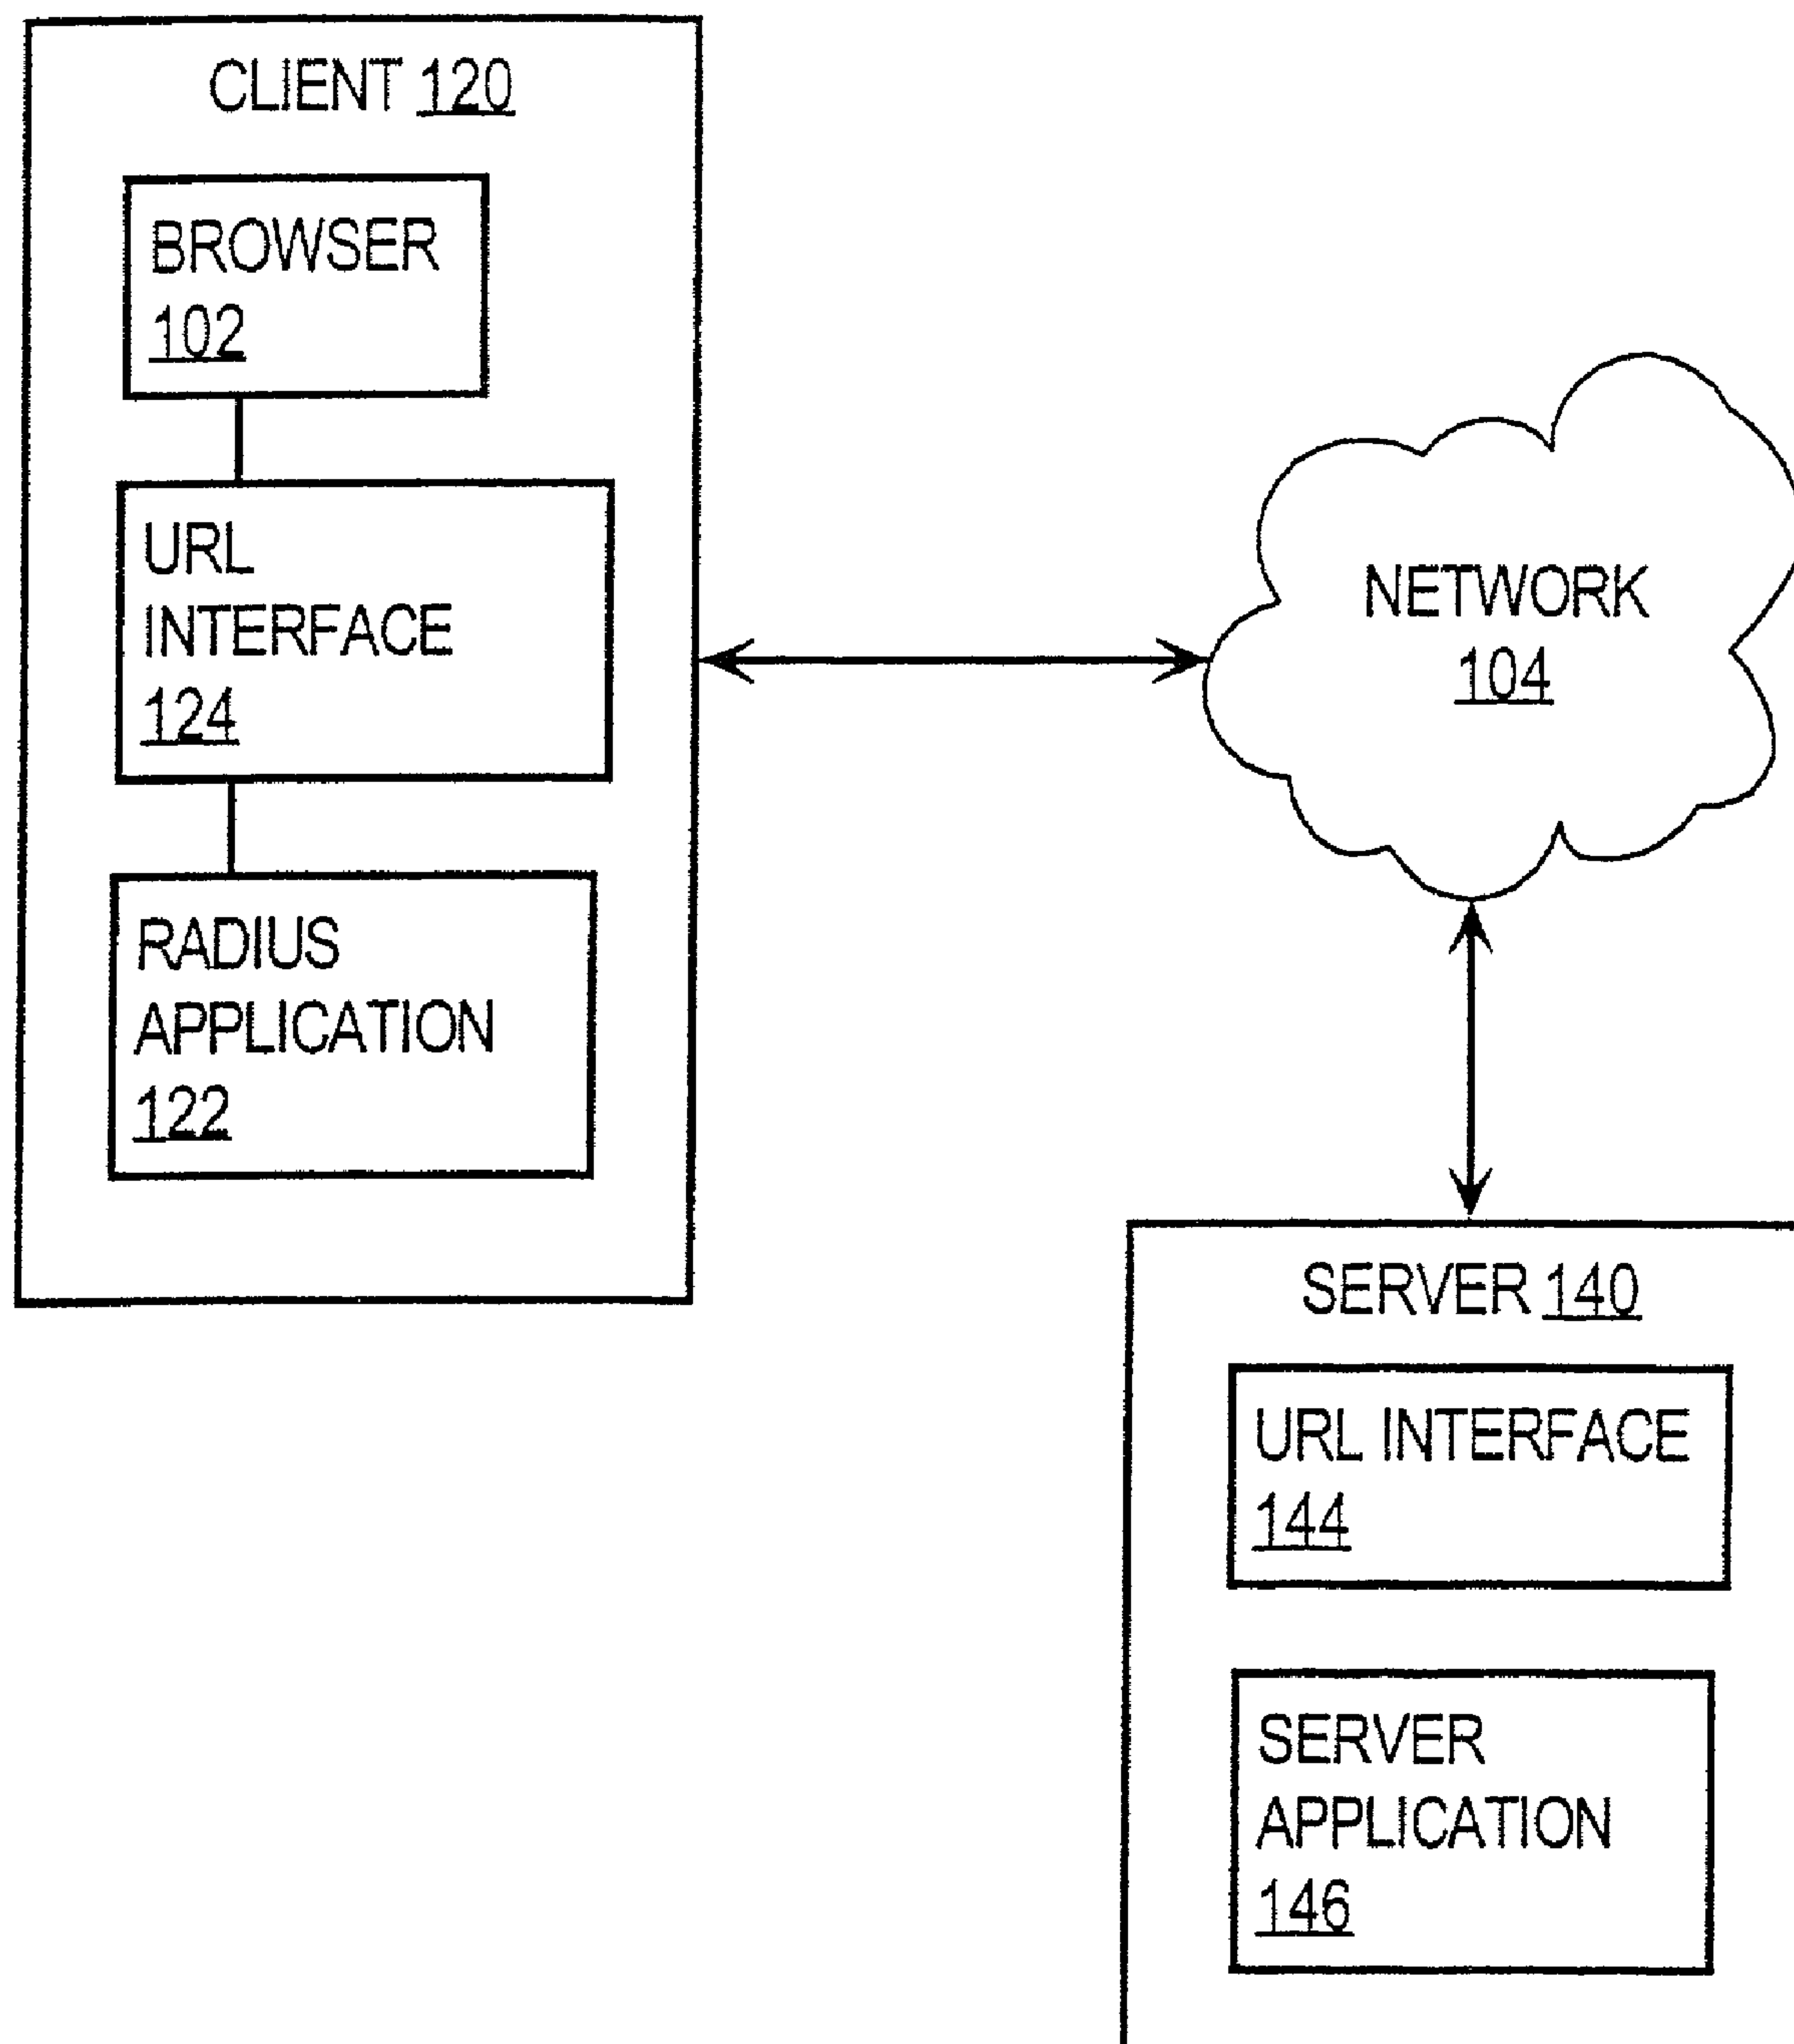 CLIENT 120
BROWSER
102
URL
INTERFACE
124
RADIUS
APPLICATION
122
NETWORK
104
SERVER 140
URL INTERFACE
144
SERVER
APPLICATION
146